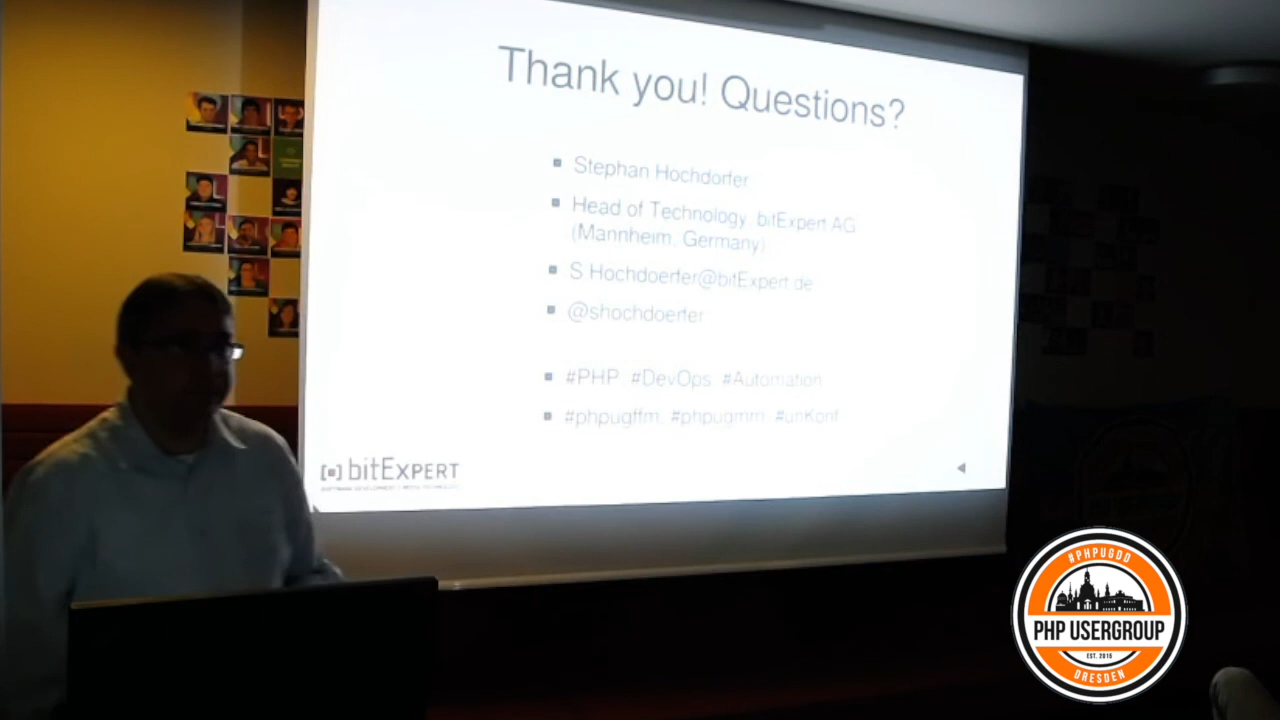 Thank you! Questions?
Stephan Hochdorfer
Head of Technology, bitExpert AG
(Mannheim, Germany)
S.Hochdoerfer@bitExpert.de
@shochdoerfer
#PHP, #DevOps, #Automation
#phpugffm, #phpugmrn, #unKonf
[▪] bitExpert
#PHPUGDD
PHP USERGROUP
EST. 2015
DRESDEN